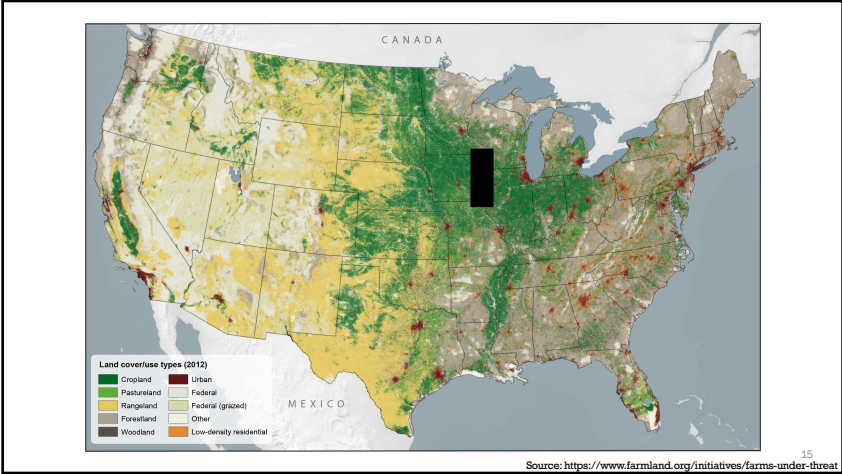 CANADA
MEXICO
Land cover/use types (2012)
Cropland
Pastureland
Rangeland
Forestland
Woodland
Urban
Federal
Federal (grazed)
Other
Low-density residential
15
Source: https://www.farmland.org/initiatives/farms-under-threat